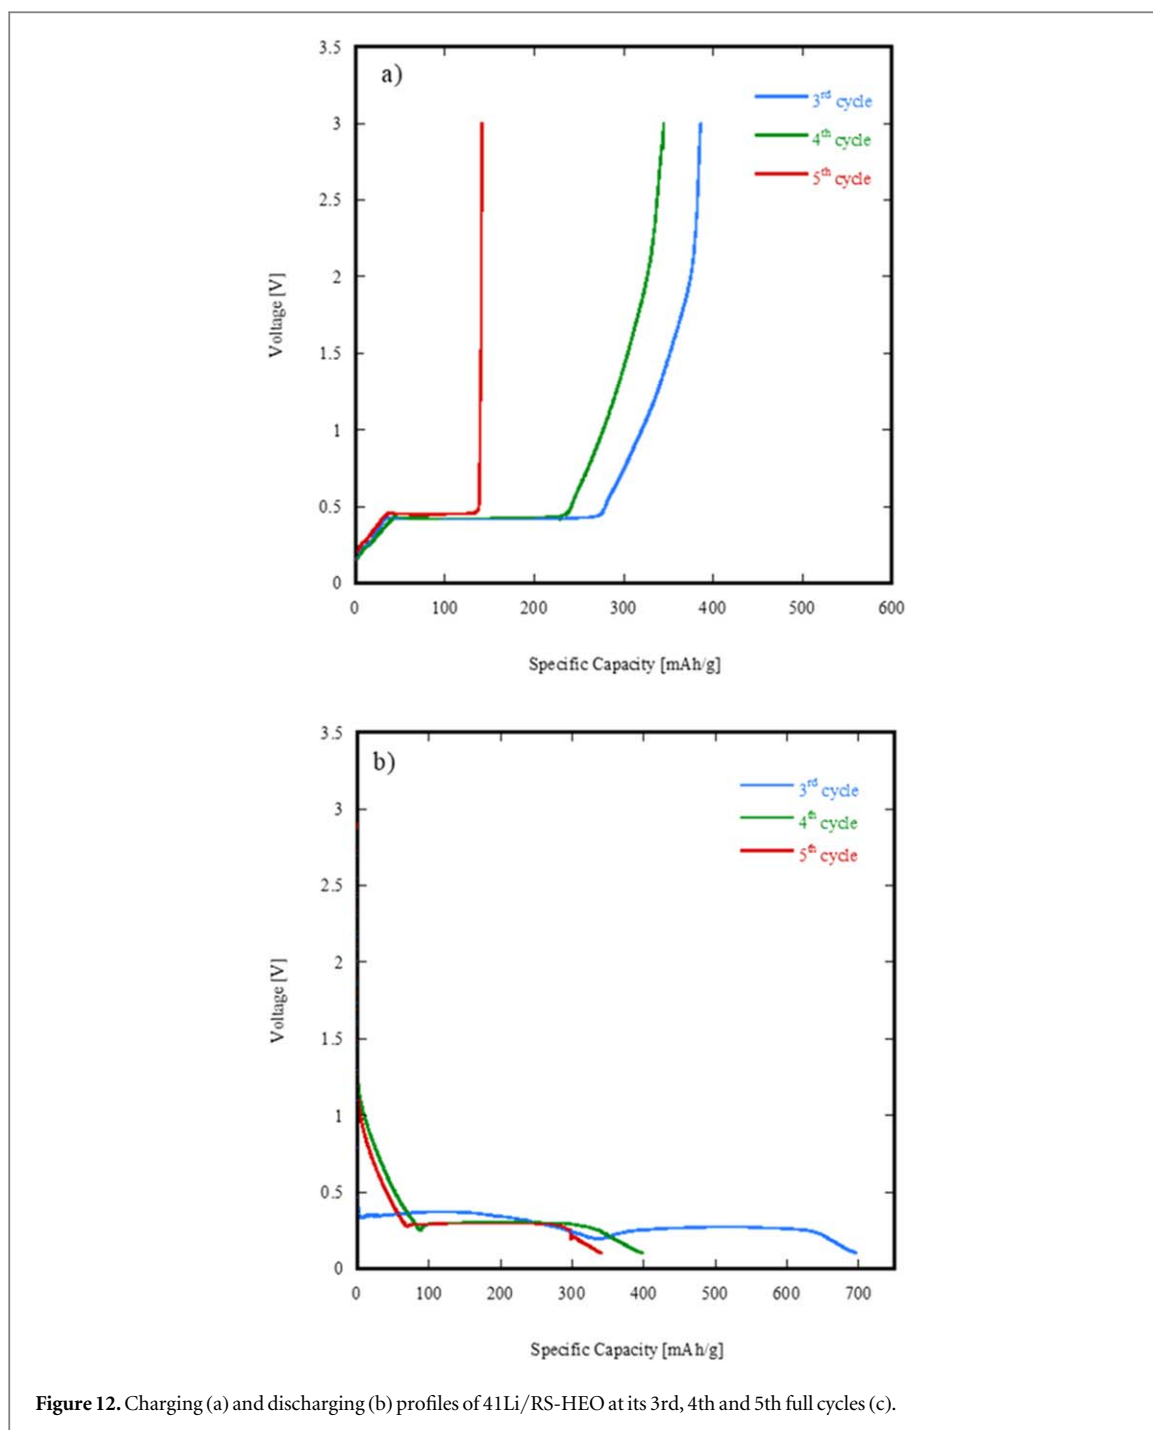 3.5
a)
3rd cycle
3
4th cycle
5th cycle
2.5
2
Voltage [V]
1.5
1
0.5
0
0 100 200 300 400 500 600
Specific Capacity [mAh/g]
3.5
b)
3rd cycle
3
4th cycle
5th cycle
2.5
2
Voltage [V]
1.5
1
0.5
0
0 100 200 300 400 500 600 700
Specific Capacity [mAh/g]
Figure 12. Charging (a) and discharging (b) profiles of 41Li/RS-HEO at its 3rd, 4th and 5th full cycles (c).